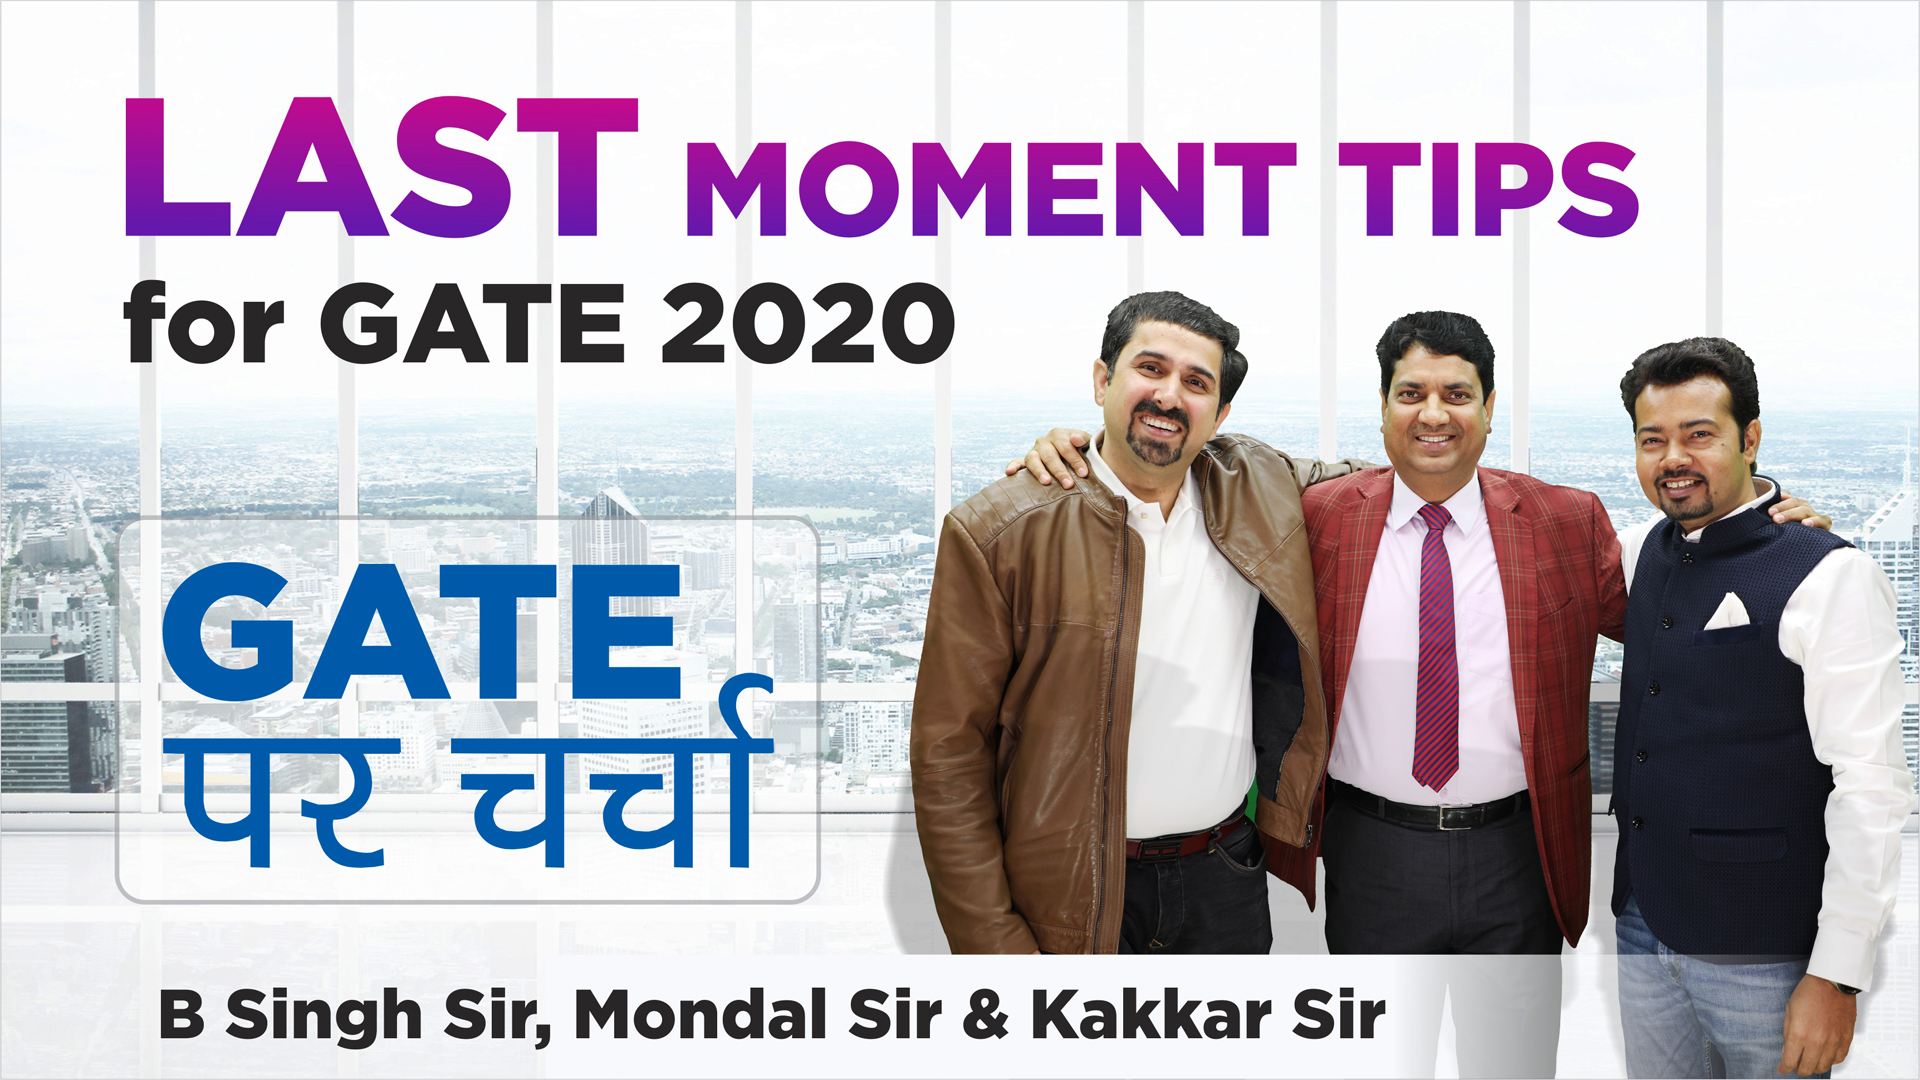 LAST MOMENT TIPS
for GATE 2020
GATE
पर चर्चा
B Singh Sir, Mondal Sir & Kakkar Sir